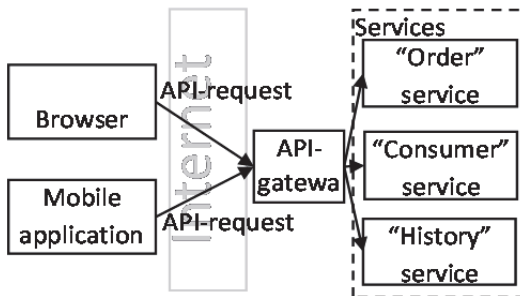 Services
"Order"
service
API-request
Browser
Internet
API-
gatewa
"Consumer"
service
Mobile
application
API-request
"History"
service